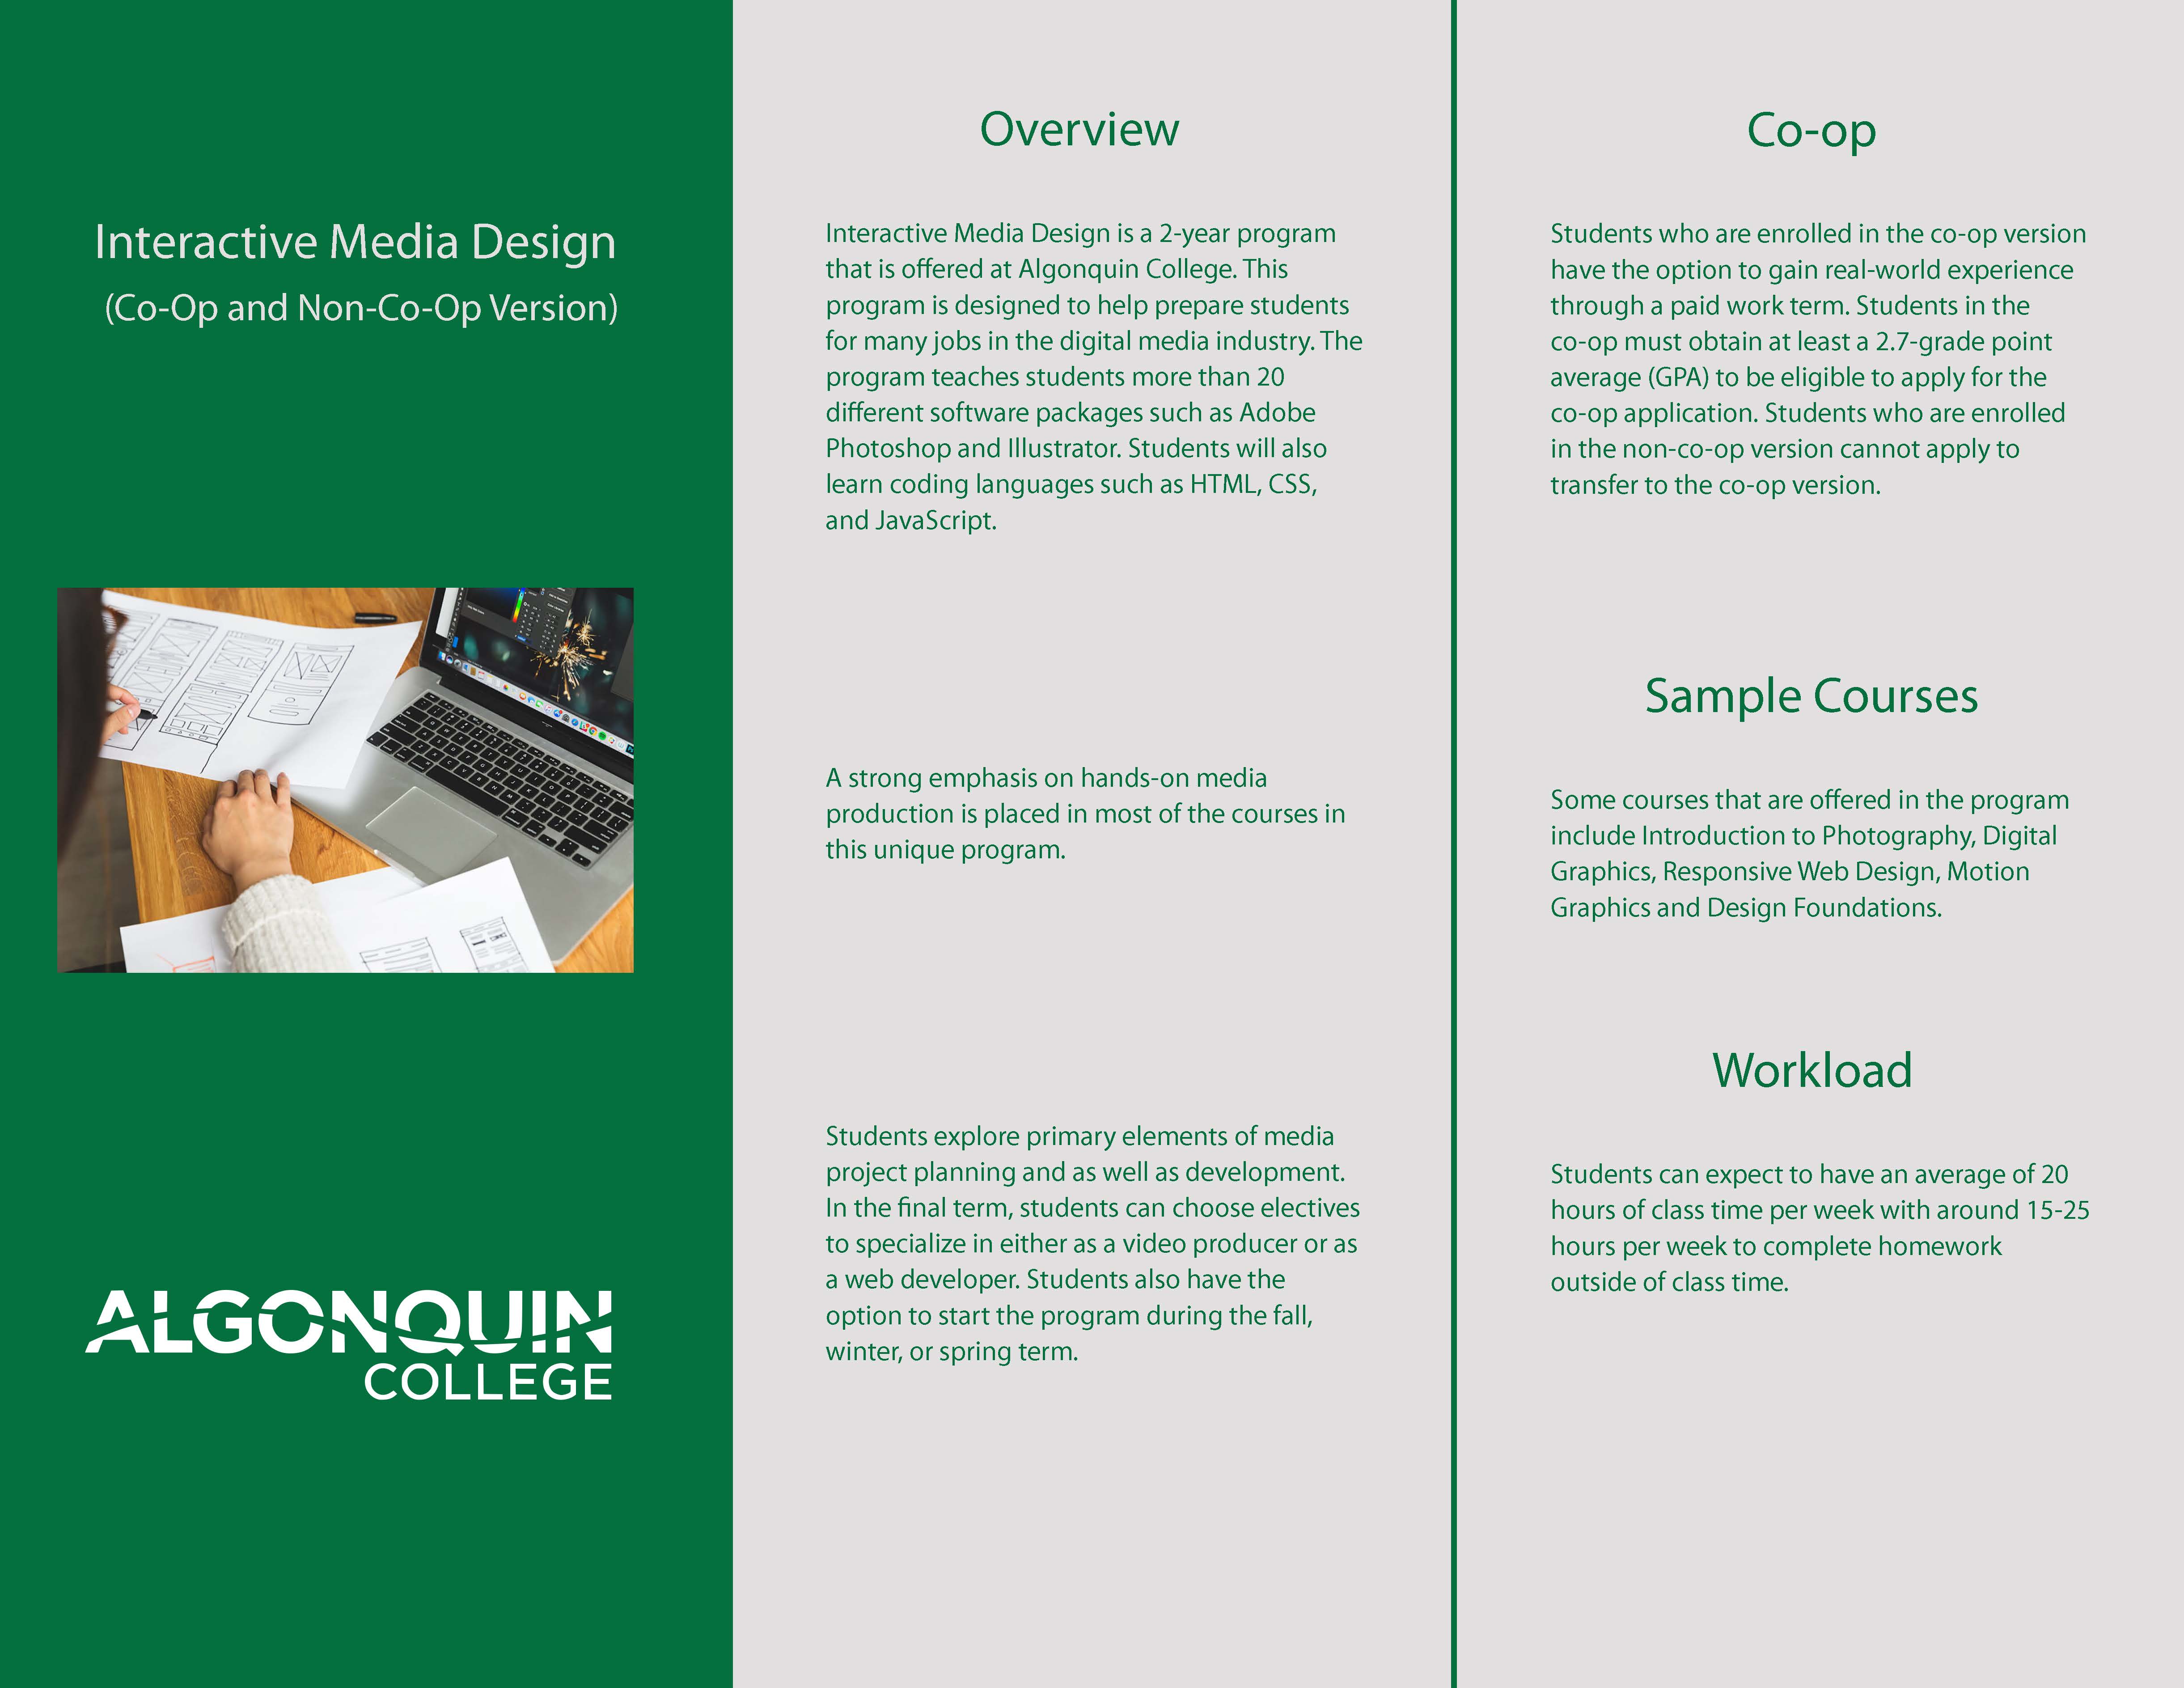 Interactive Media Design
(Co-Op and Non-Co-Op Version)
ALGONQUIN
COLLEGE
Overview
Interactive Media Design is a 2-year program
that is offered at Algonquin College. This
program is designed to help prepare students
for many jobs in the digital media industry. The
program teaches students more than 20
different software packages such as Adobe
Photoshop and Illustrator. Students will also
learn coding languages such as HTML, CSS,
and JavaScript.
A strong emphasis on hands-on media
production is placed in most of the courses in
this unique program.
Students explore primary elements of media
project planning and as well as development.
In the final term, students can choose electives
to specialize in either as a video producer or as
a web developer. Students also have the
option to start the program during the fall,
winter, or spring term.
Co-op
Students who are enrolled in the co-op version
have the option to gain real-world experience
through a paid work term. Students in the
co-op must obtain at least a 2.7-grade point
average (GPA) to be eligible to apply for the
co-op application. Students who are enrolled
in the non-co-op version cannot apply to
transfer to the co-op version.
Sample Courses
Some courses that are offered in the program
include Introduction to Photography, Digital
Graphics, Responsive Web Design, Motion
Graphics and Design Foundations.
Workload
Students can expect to have an average of 20
hours of class time per week with around 15-25
hours per week to complete homework
outside of class time.